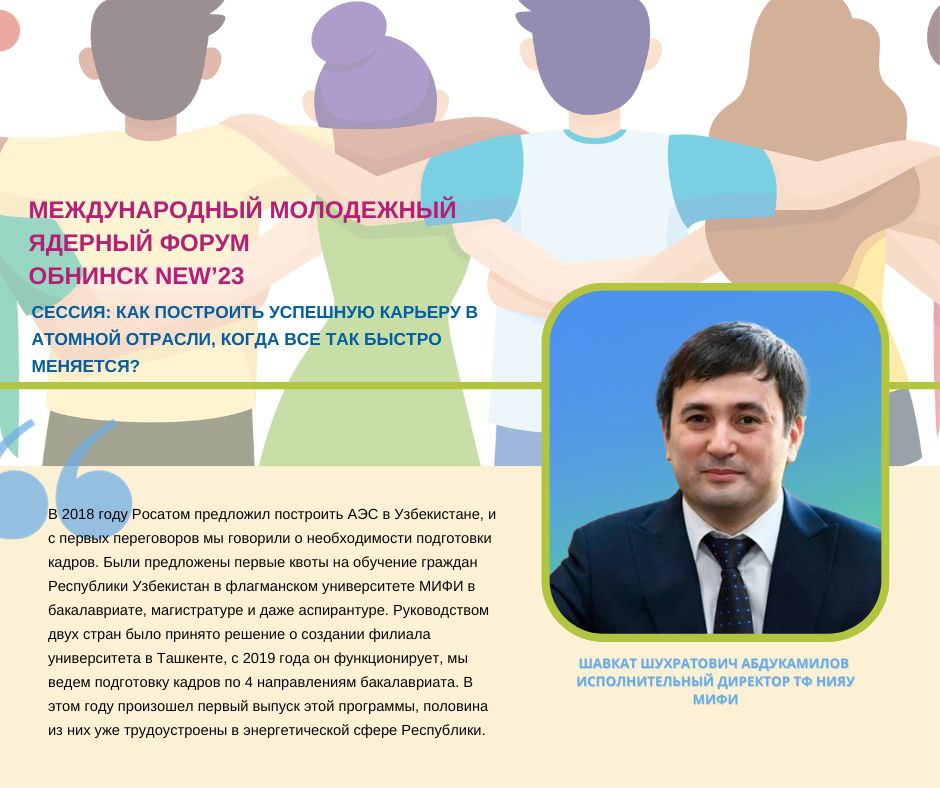 МЕЖДУНАРОДНЫЙ МОЛОДЕЖНЫЙ
ЯДЕРНЫЙ ФОРУМ
ОБНИНСК NEW’23
СЕССИЯ: КАК ПОСТРОИТЬ УСПЕШНУЮ КАРЬЕРУ В
АТОМНОЙ ОТРАСЛИ, КОГДА ВСЕ ТАК БЫСТРО
МЕНЯЕТСЯ?
В 2018 году Росатом предложил построить АЭС в Узбекистане, и
с первых переговоров мы говорили о необходимости подготовки
кадров. Были предложены первые квоты на обучение граждан
Республики Узбекистан в флагманском университете МИФИ в
бакалавриате, магистратуре и даже аспирантуре. Руководством
двух стран было принято решение о создании филиала
университета в Ташкенте, с 2019 года он функционирует, мы
ведем подготовку кадров по 4 направлениям бакалавриата. В
этом году произошел первый выпуск этой программы, половина
из них уже трудоустроены в энергетической сфере Республики.
ШАВКАТ ШУХРАТОВИЧ АБДУКАМИЛОВ
ИСПОЛНИТЕЛЬНЫЙ ДИРЕКТОР ТФ НИЯУ
МИФИ